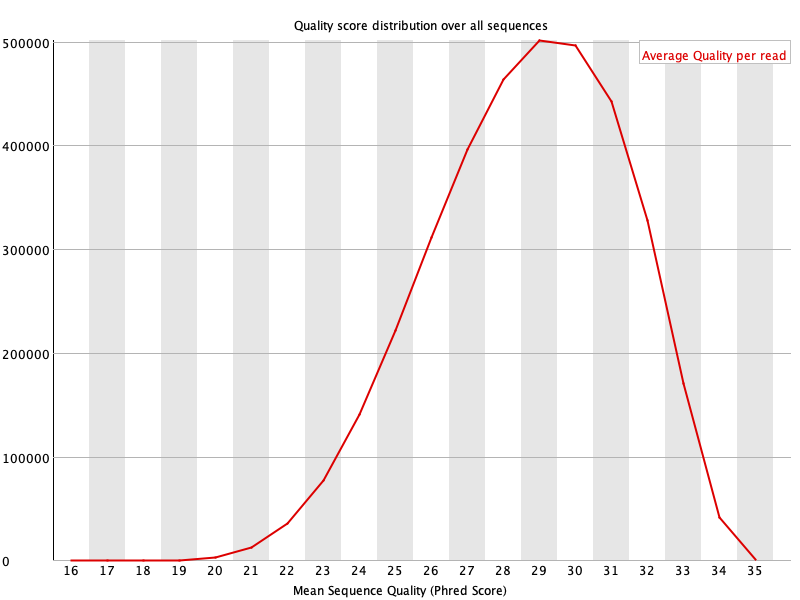 Quality score distribution over all sequences
Average Quality per read
500000
400000
300000
200000
100000
0
16 17 18 19 20 21 22 23 24 25 26 27 28 29 30 31 32 33 34 35
Mean Sequence Quality (Phred Score)